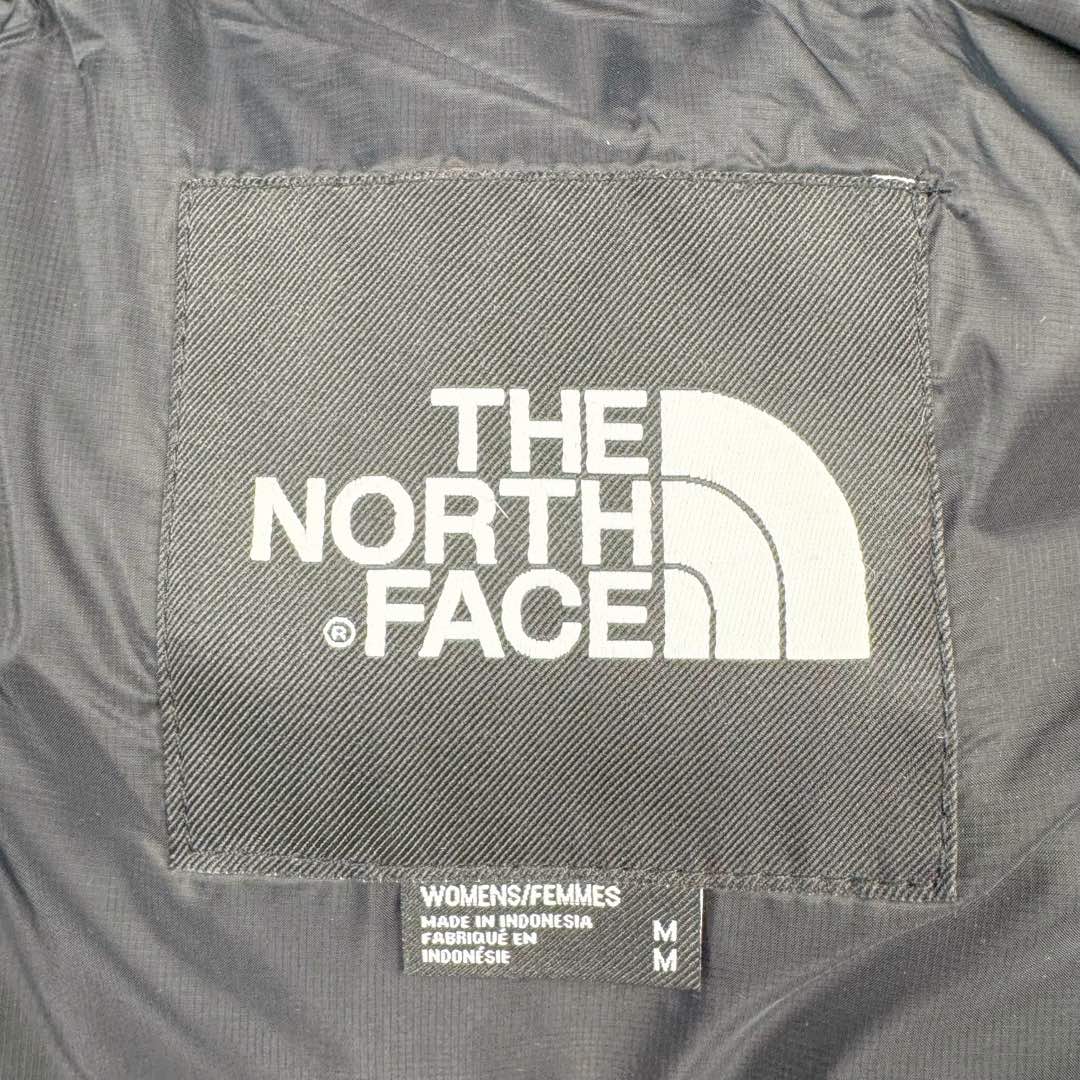 THE
NORTH
® FACE
WOMENS/FEMMES
MADE IN INDONESIA
FABRIQUÉ EN
INDONÉSIE
M
M